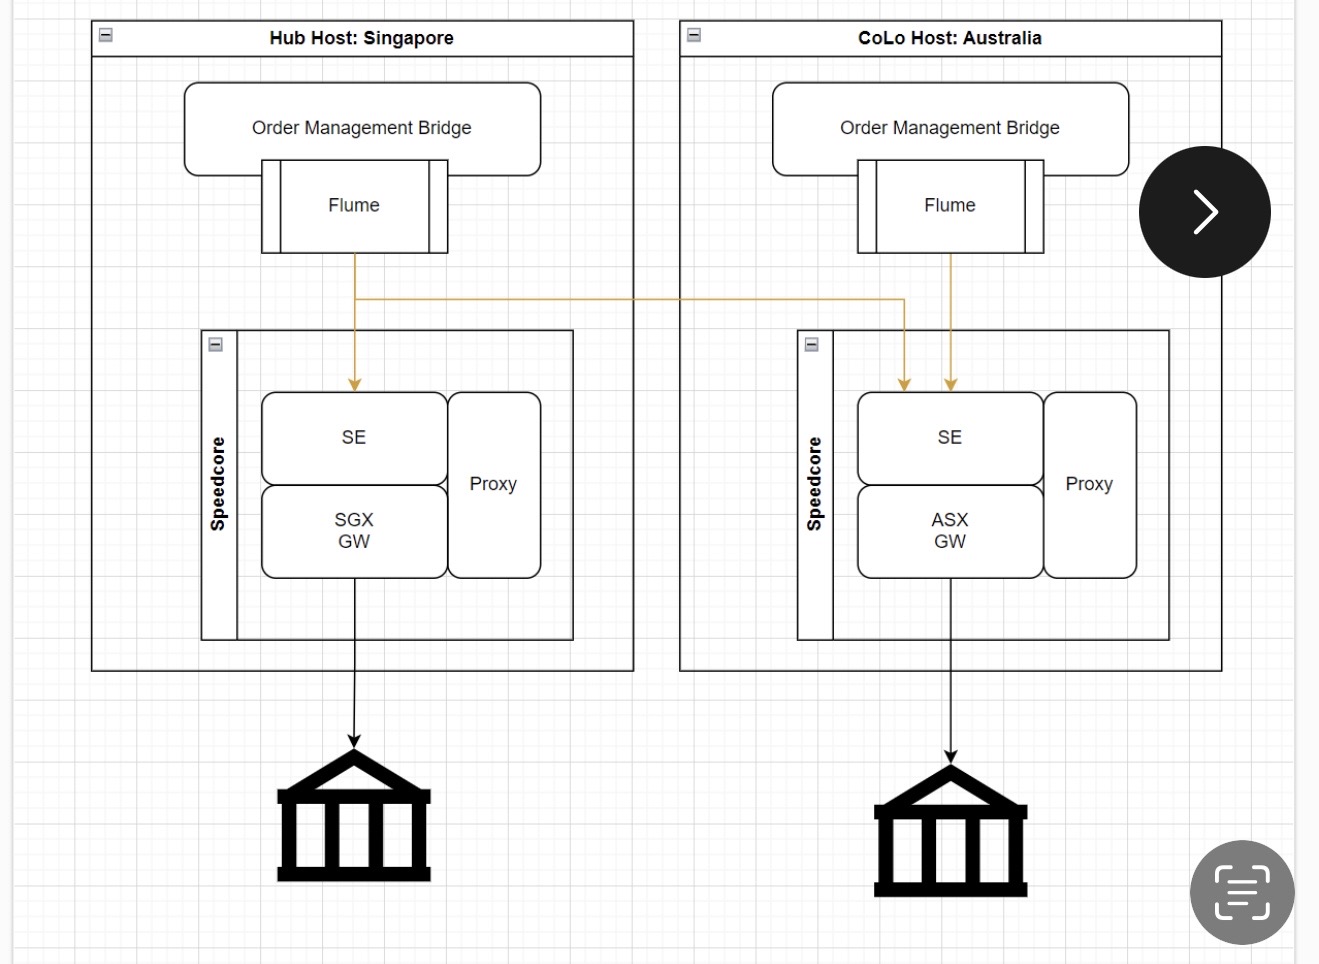 Hub Host: Singapore
Order Management Bridge
Flume
Speedcore
SE
SGX
GW
Proxy
CoLo Host: Australia
Order Management Bridge
Flume
Speedcore
SE
ASX
GW
Proxy